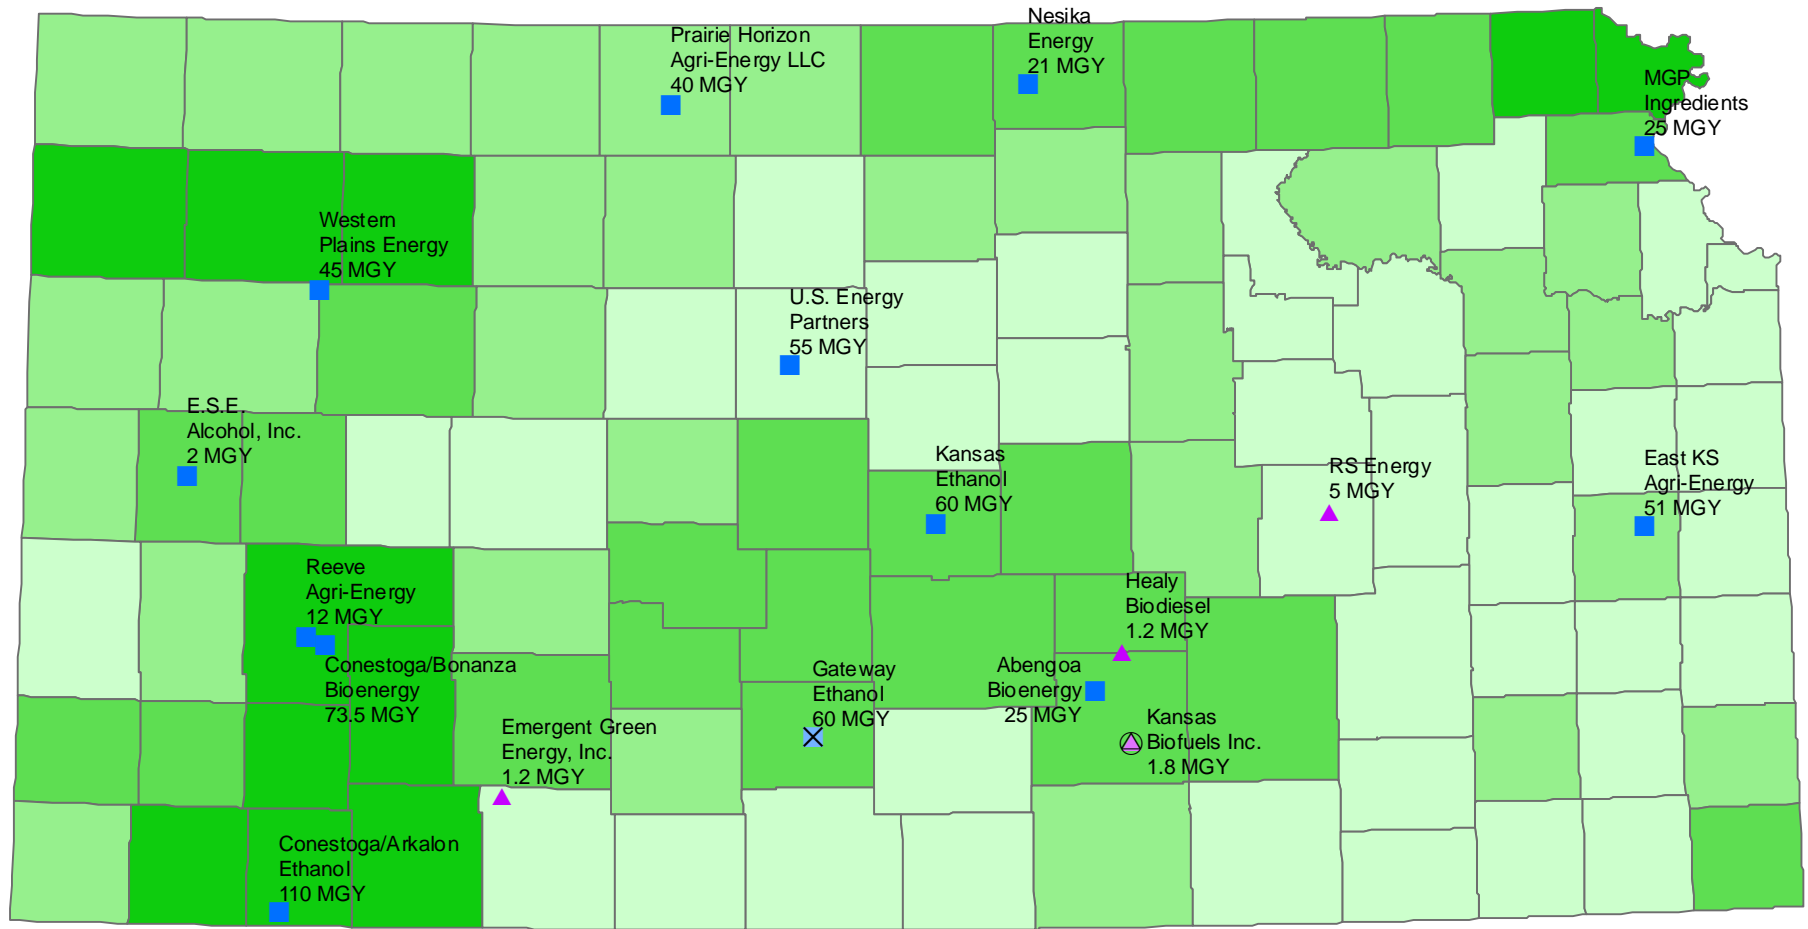 Nesika
Energy
21 MGY
Prairie Horizon
Agri-Energy LLC
40 MGY
MGP
Ingredients
25 MGY
Western
Plains Energy
45 MGY
U.S. Energy
Partners
55 MGY
E.S.E.
Alcohol, Inc.
2 MGY
Kansas
Ethanol
60 MGY
RS Energy
5 MGY
East KS
Agri-Energy
51 MGY
Reeve
Agri-Energy
12 MGY
Healy
Biodiesel
1.2 MGY
Conestoga/Bonanza
Bioenergy
73.5 MGY
Gateway
Ethanol
60 MGY
Abengoa
Bioenergy
25 MGY
Kansas
Biofuels Inc.
1.8 MGY
Emergent Green
Energy, Inc.
1.2 MGY
Conestoga/Arkalon
Ethanol
110 MGY